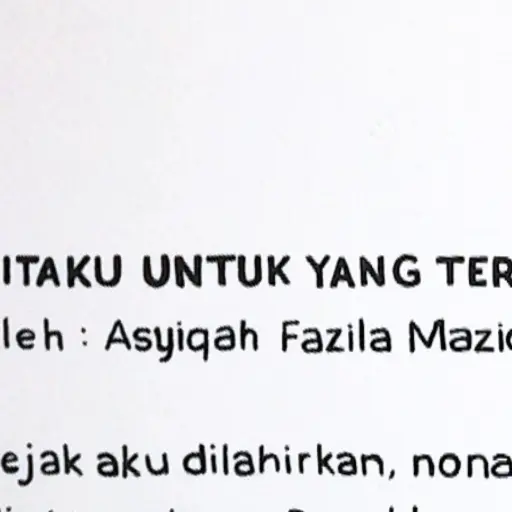 ITAKU UNTUK YANG TER
leh : Asyiqah Fazila Mazi
ejak aku dilahirkan, nona